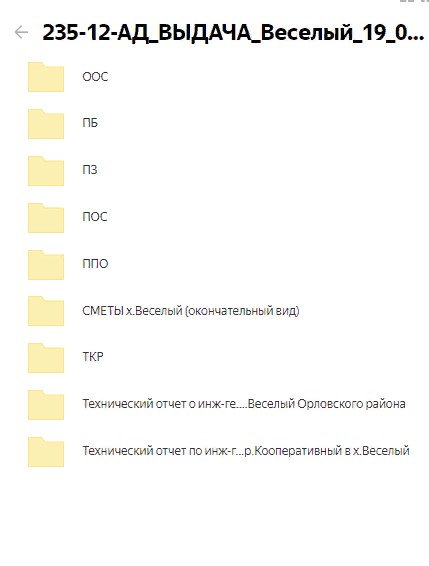 235-12-АД_ВЫДАЧА_Веселый_19_0...
ООС
ПБ
ПЗ
ПОС
ППО
СМЕТЫ х.Веселый (окончательный вид)
ТКР
Технический отчет о инж-ге....Веселый Орловского района
Технический отчет по инж-г...р.Кооперативный в х.Веселый